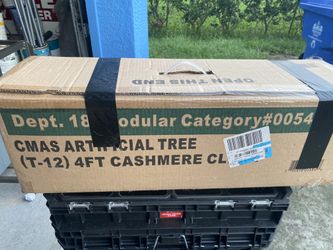 OPEN THIS END
Dept. 18 Modular Category#0054
CMAS ARTIFICIAL TREE
(T-12) 4FT CASHMERE CL